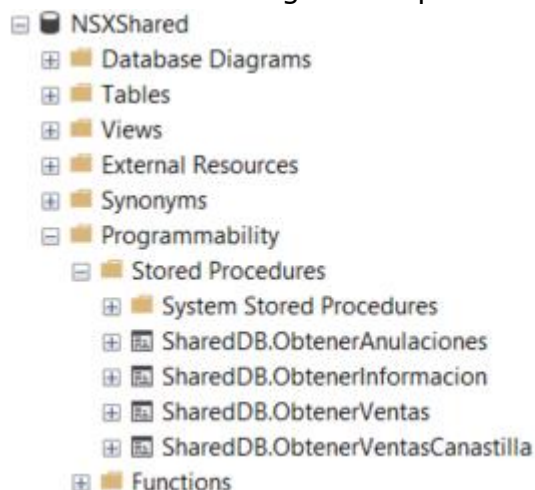 NSXShared
Database Diagrams
Tables
Views
External Resources
Synonyms
Programmability
Stored Procedures
System Stored Procedures
SharedDB.ObtenerAnulaciones
SharedDB.ObtenerInformacion
SharedDB.ObtenerVentas
SharedDB.ObtenerVentasCanastilla
Functions